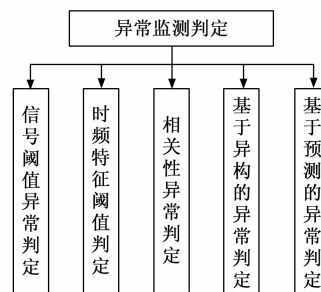 异常监测判定
信号阈值异常判定
时频特征阈值判定
相关性异常判定
基于异构的异常判定
基于预测的异常判定